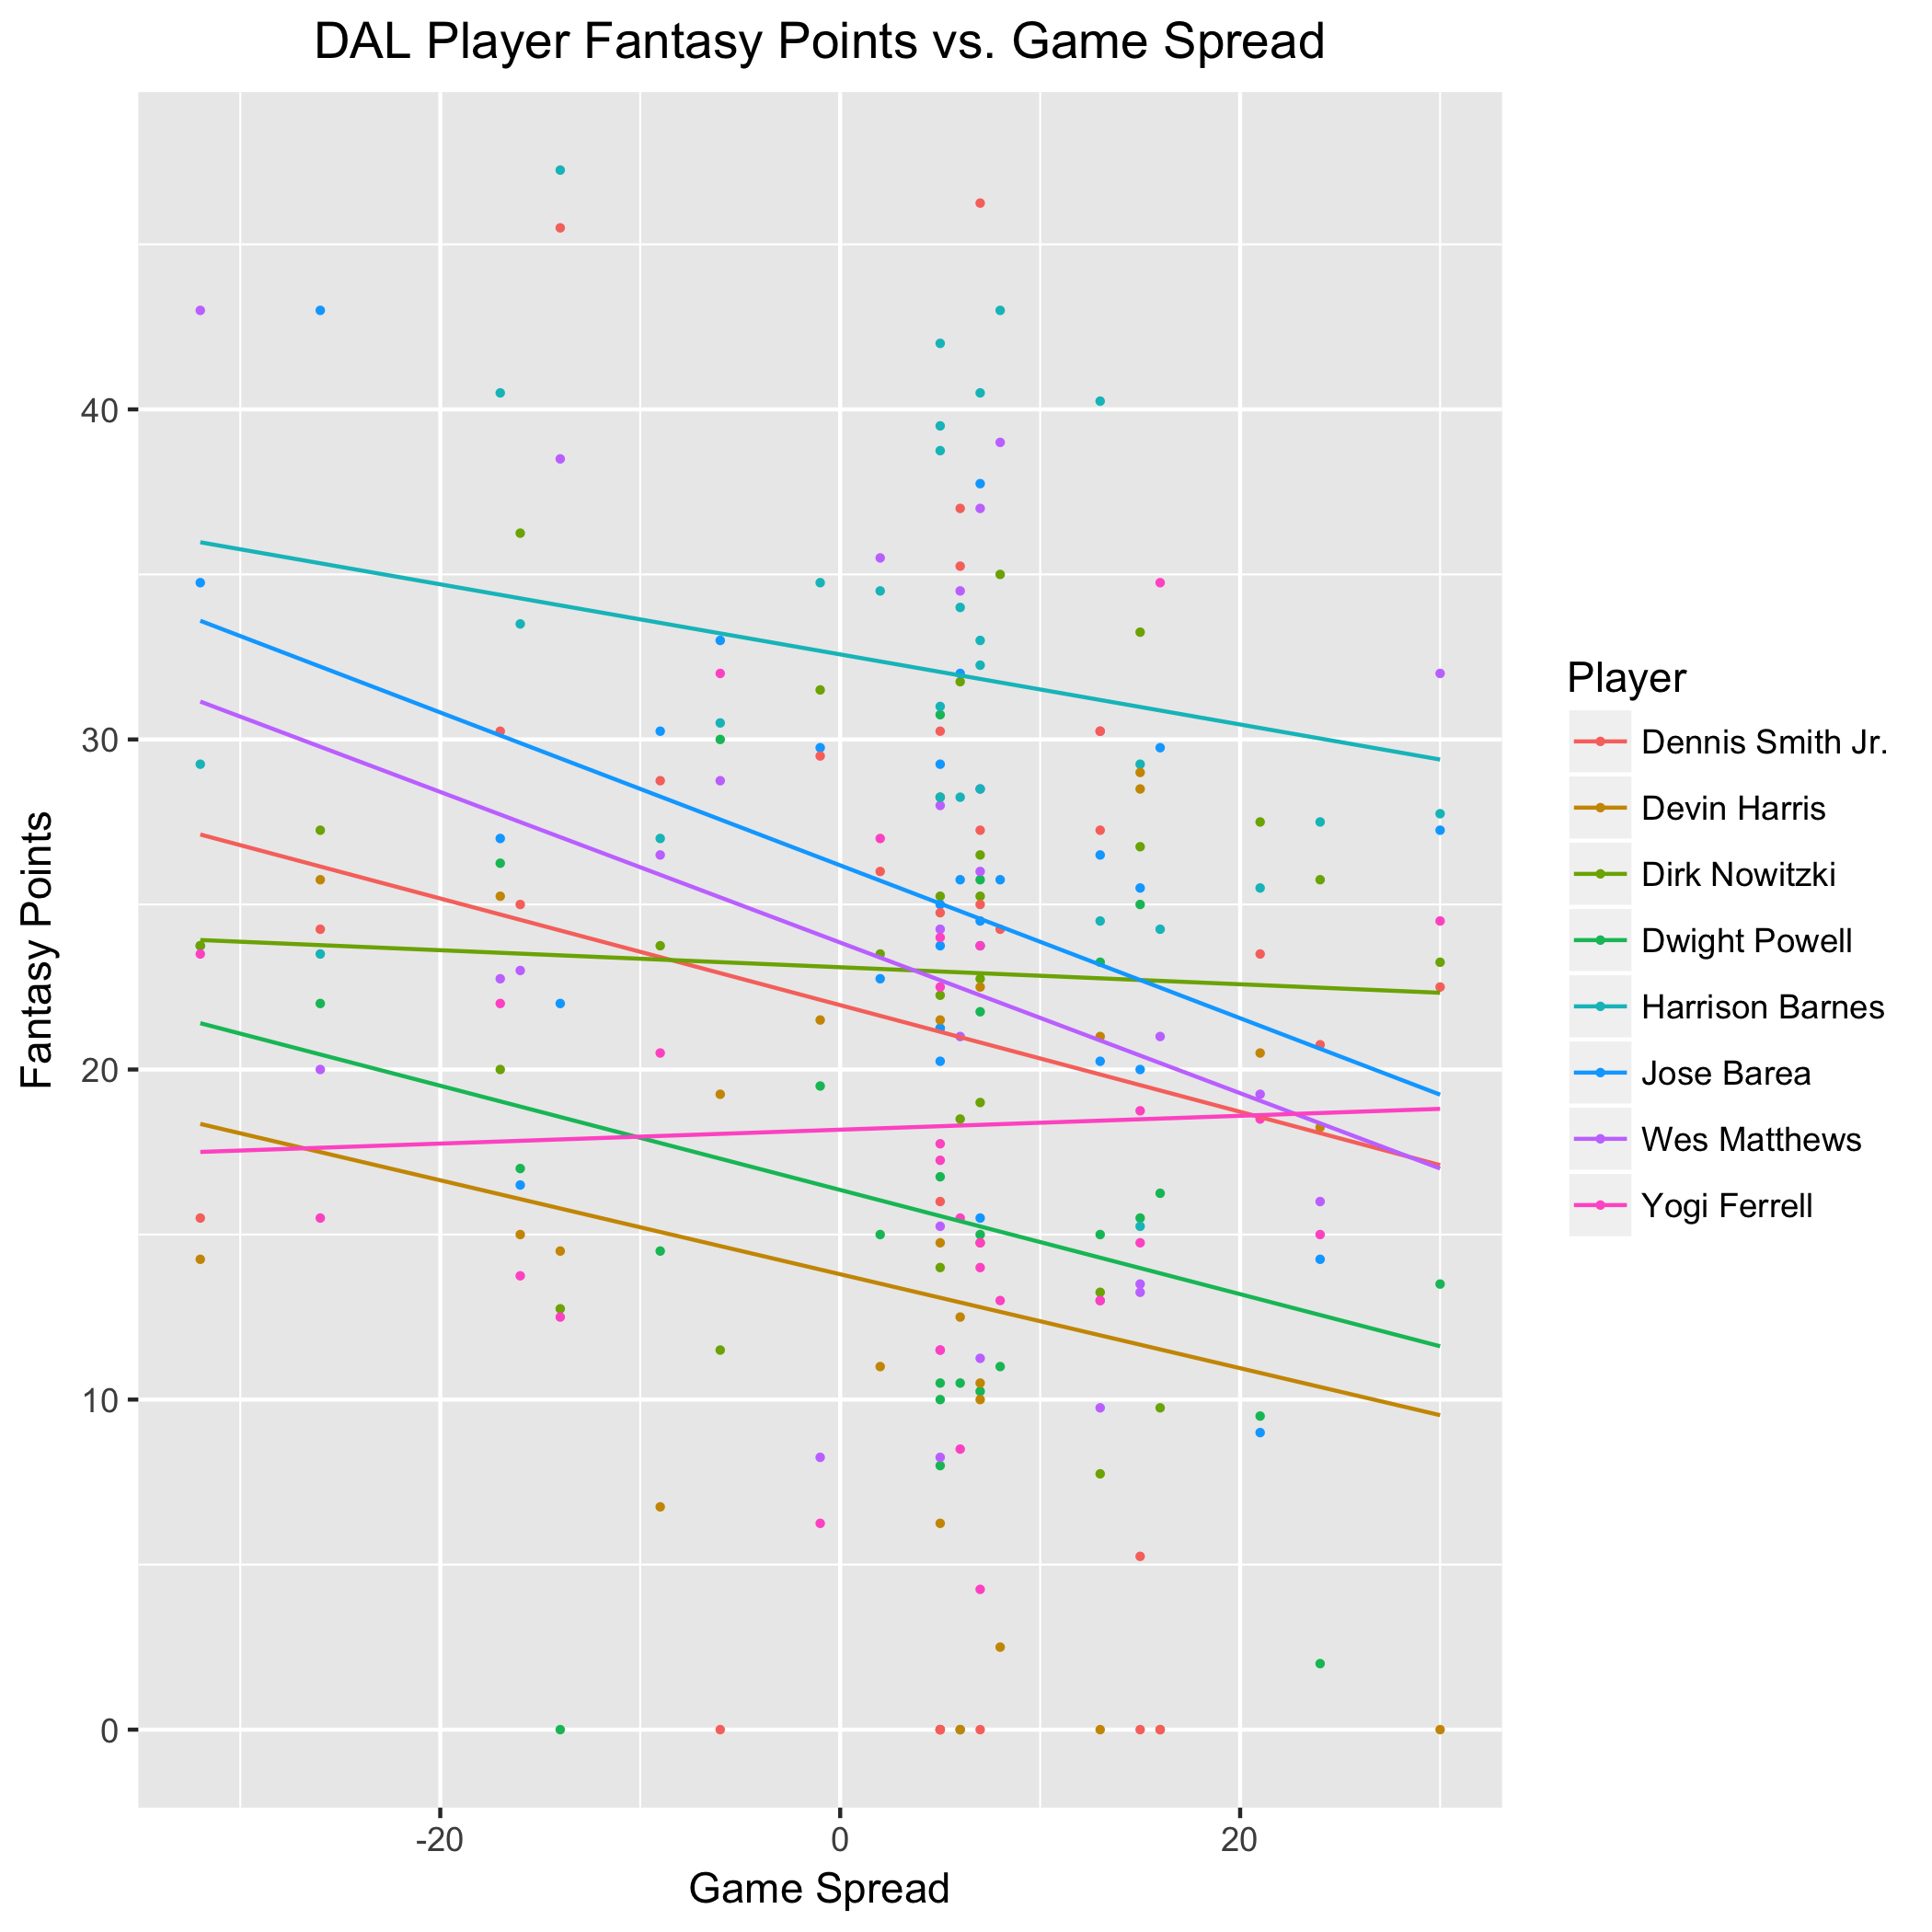 DAL Player Fantasy Points vs. Game Spread
40
30
20
10
0
Fantasy Points
-20
0
20
Game Spread
Player
Dennis Smith Jr.
Devin Harris
Dirk Nowitzki
Dwight Powell
Harrison Barnes
Jose Barea
Wes Matthews
Yogi Ferrell